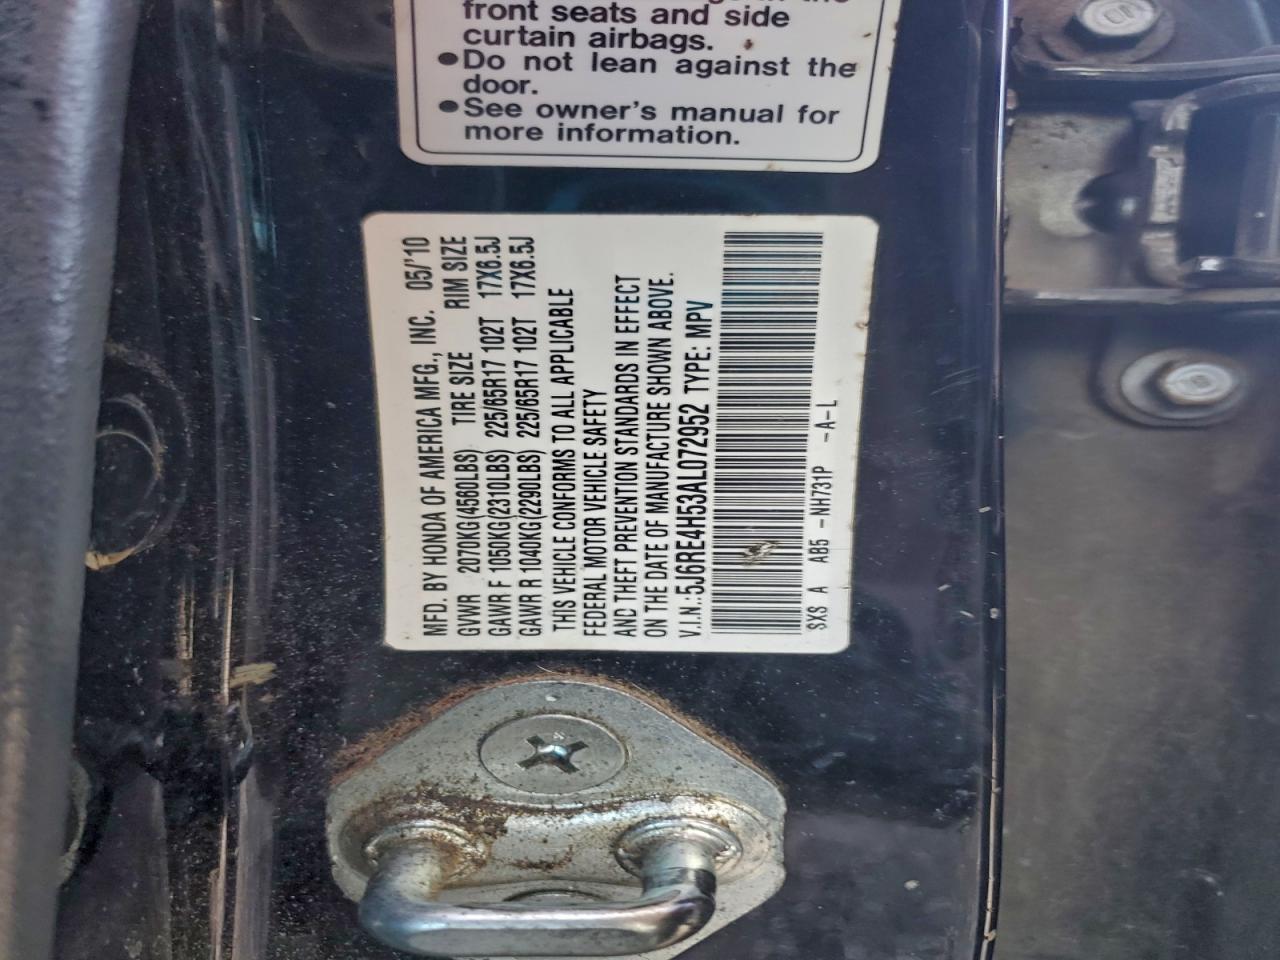 front seats and side
curtain airbags.
●Do not lean against the
door.
●See owner's manual for
more information.
MFD. BY HONDA OF AMERICA MFG., INC. 05/'10
GVWR 2070KG(4560LBS) TIRE SIZE RIM SIZE
GAWR F 1050KG(2310LBS) 225/65R17 102T 17X6.5J
GAWR R 1040KG(2290LBS) 225/65R17 102T 17X6.5J
THIS VEHICLE CONFORMS TO ALL APPLICABLE
FEDERAL MOTOR VEHICLE SAFETY
AND THEFT PREVENTION STANDARDS IN EFFECT
ON THE DATE OF MANUFACTURE SHOWN ABOVE.
V.I.N.:5J6RE4H53AL072952 TYPE: MPV
SXS A AB5 -NH731P -A-L